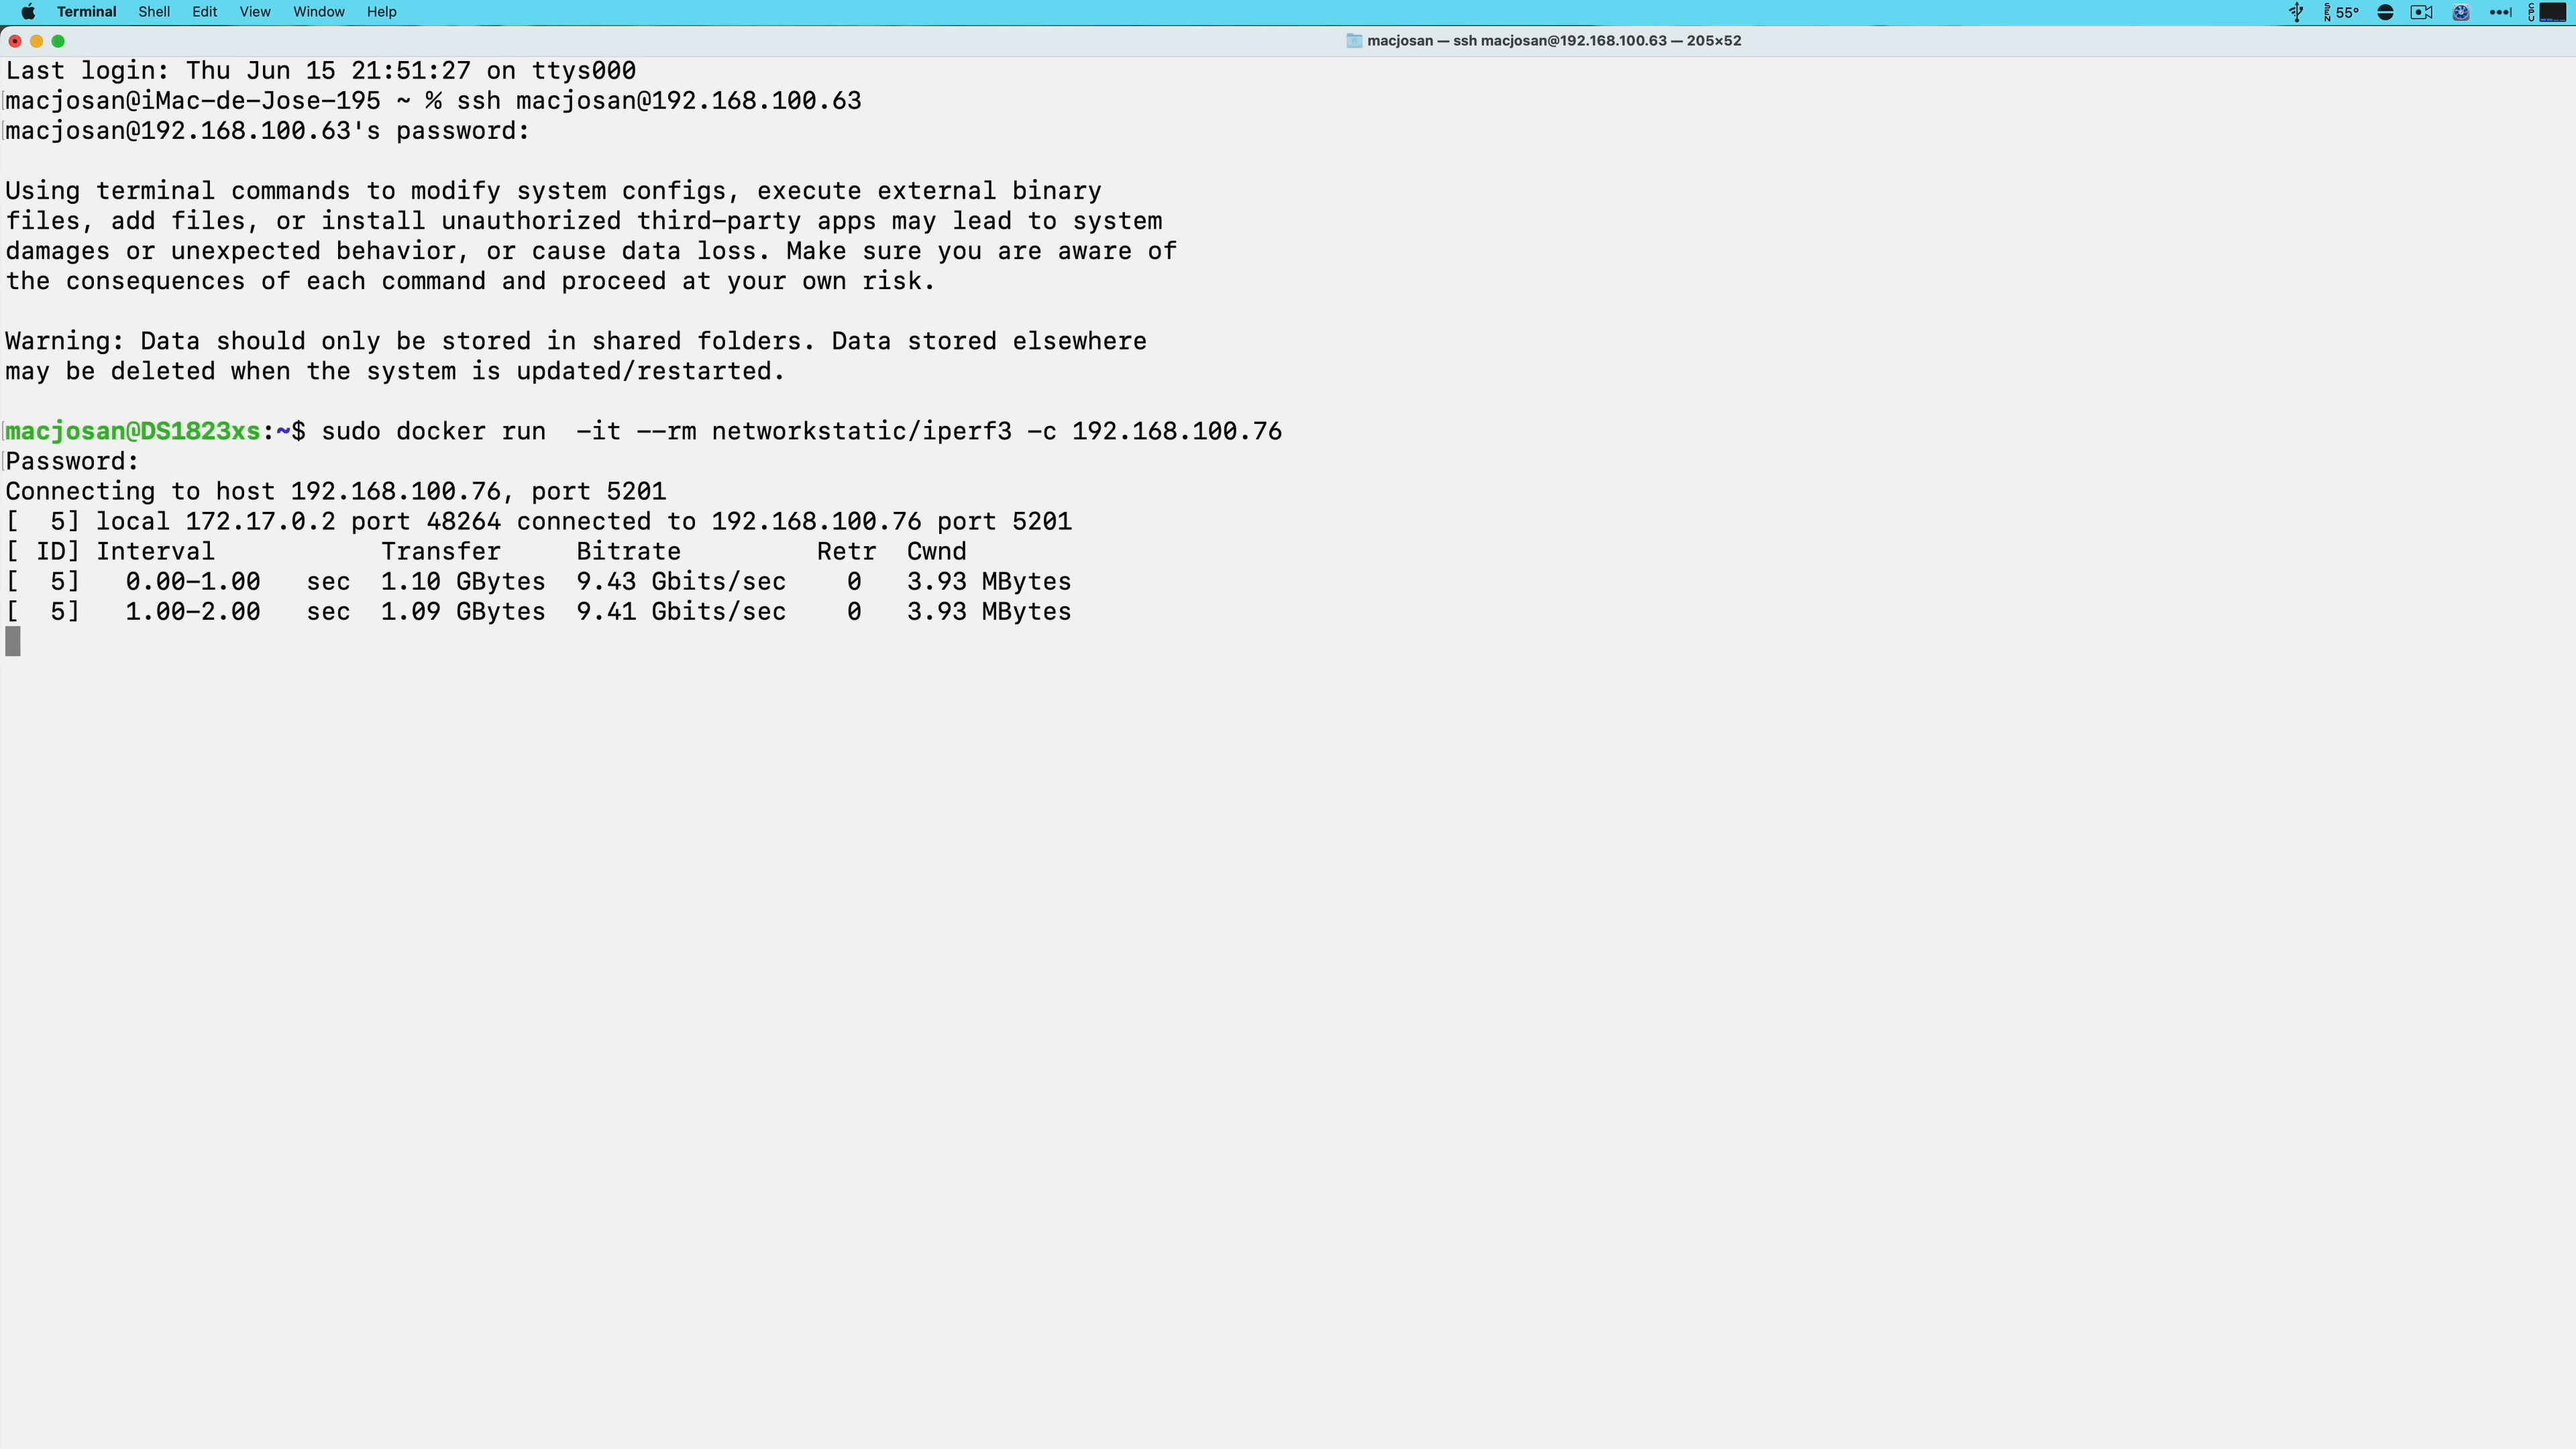 Terminal Shell Edit View Window Help 55°
macjosan — ssh macjosan@192.168.100.63 — 205×52
Last login: Thu Jun 15 21:51:27 on ttys000
macjosan@iMac-de-Jose-195 ~ % ssh macjosan@192.168.100.63
macjosan@192.168.100.63's password:
Using terminal commands to modify system configs, execute external binary
files, add files, or install unauthorized third-party apps may lead to system
damages or unexpected behavior, or cause data loss. Make sure you are aware of
the consequences of each command and proceed at your own risk.
Warning: Data should only be stored in shared folders. Data stored elsewhere
may be deleted when the system is updated/restarted.
macjosan@DS1823xs:~$ sudo docker run  -it --rm networkstatic/iperf3 -c 192.168.100.76
Password:
Connecting to host 192.168.100.76, port 5201
[  5] local 172.17.0.2 port 48264 connected to 192.168.100.76 port 5201
[ ID] Interval           Transfer     Bitrate         Retr  Cwnd
[  5]   0.00-1.00   sec  1.10 GBytes  9.43 Gbits/sec    0   3.93 MBytes
[  5]   1.00-2.00   sec  1.09 GBytes  9.41 Gbits/sec    0   3.93 MBytes